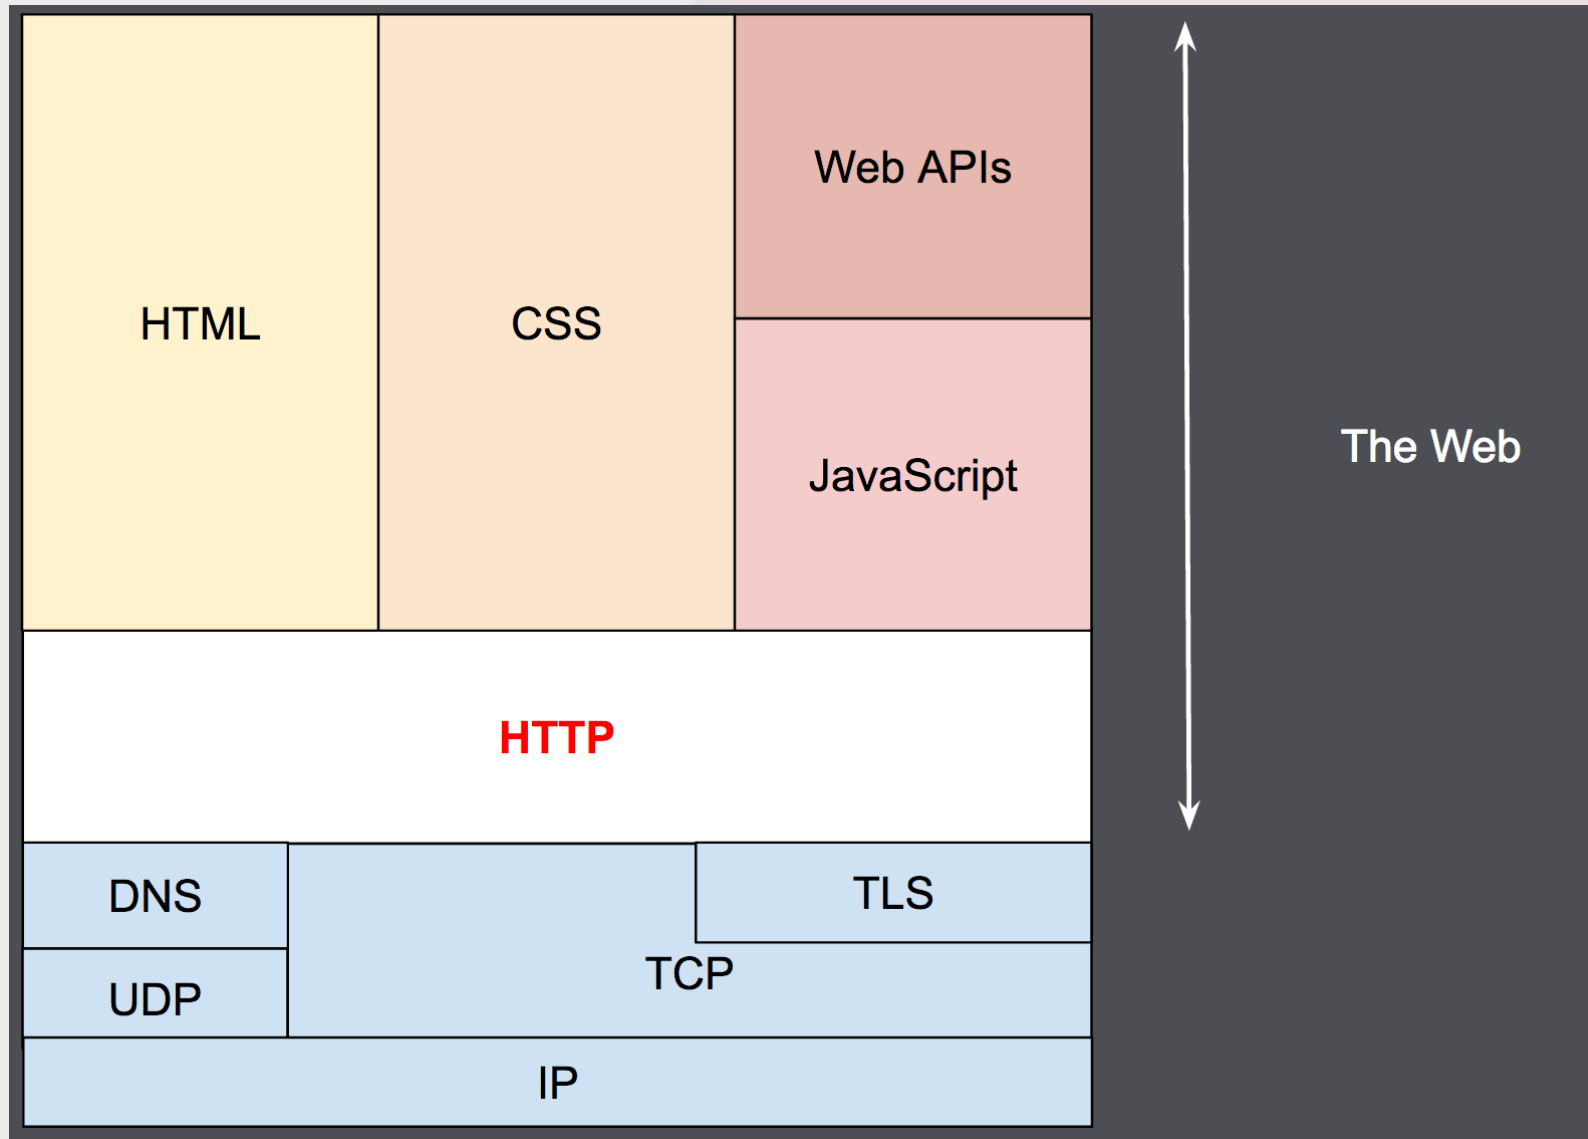 Web APIs
HTML
CSS
JavaScript
The Web
HTTP
DNS
TLS
TCP
UDP
IP